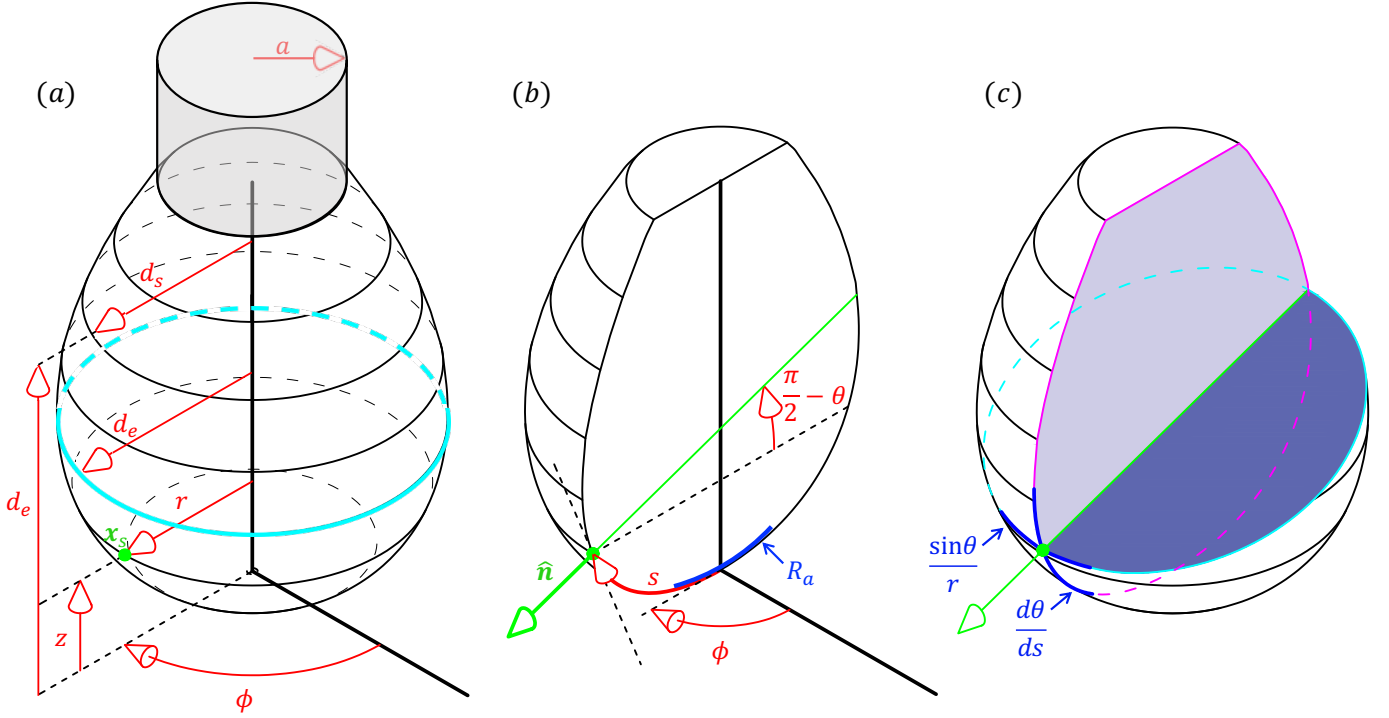 (a)
a
d_s
d_e
d_e
r
x_s
z
ϕ
(b)
π/2 − θ
n̂
s
R_a
ϕ
(c)
sinθ/r
dθ/ds